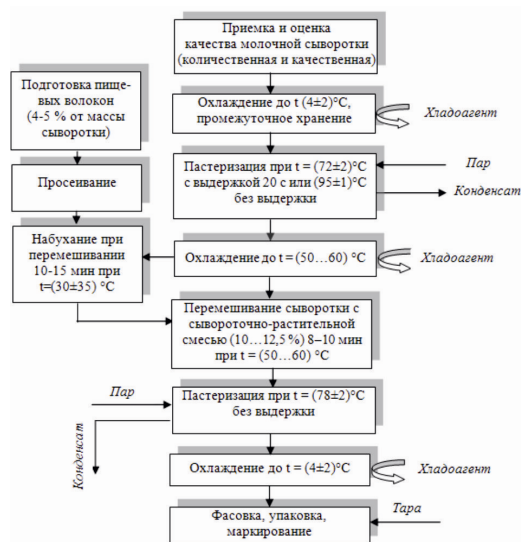 Приемка и оценка
качества молочной сыворотки
(количественная и качественная)
Подготовка пище-
вых волокон
(4-5 % от массы
сыворотки)
Охлаждение до t (4±2)°С,
промежуточное хранение
Хладоагент
Просеивание
Пастеризация при t = (72±2)°С
с выдержкой 20 с или (95±1)°С
без выдержки
Пар
Конденсат
Набухание при
перемешивании
10-15 мин при
t=(30±35) °С
Охлаждение до t = (50...60) °С
Хладоагент
Перемешивание сыворотки с
сывороточно-растительной
смесью (10...12,5 %) 8–10 мин
при t = (50...60) °С
Пар
Пастеризация при t = (78±2)°С
без выдержки
Конденсат
Охлаждение до t = (4±2)°С
Хладоагент
Фасовка, упаковка,
маркирование
Тара